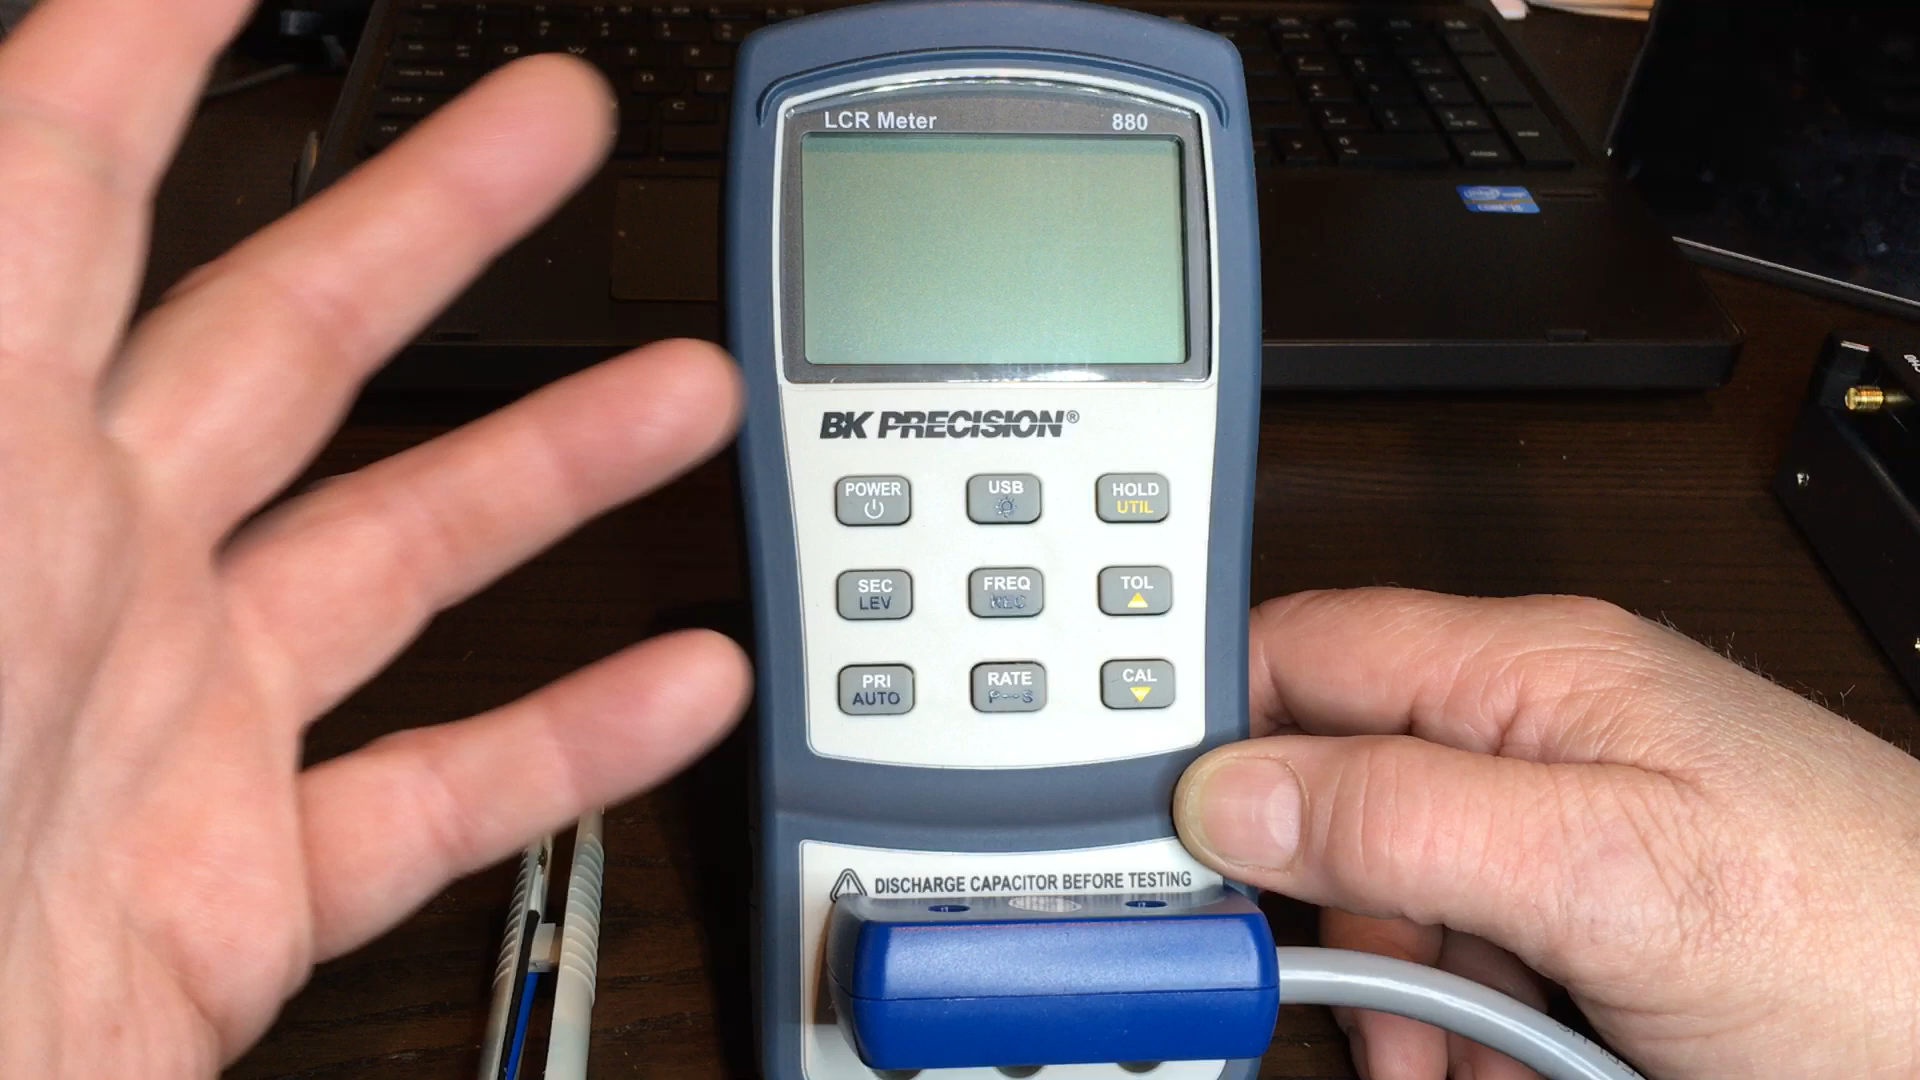 LCR Meter 880
BK PRECISION®
POWER USB HOLD
UTIL
SEC FREQ TOL
LEV REC
PRI RATE CAL
AUTO P↔S
DISCHARGE CAPACITOR BEFORE TESTING